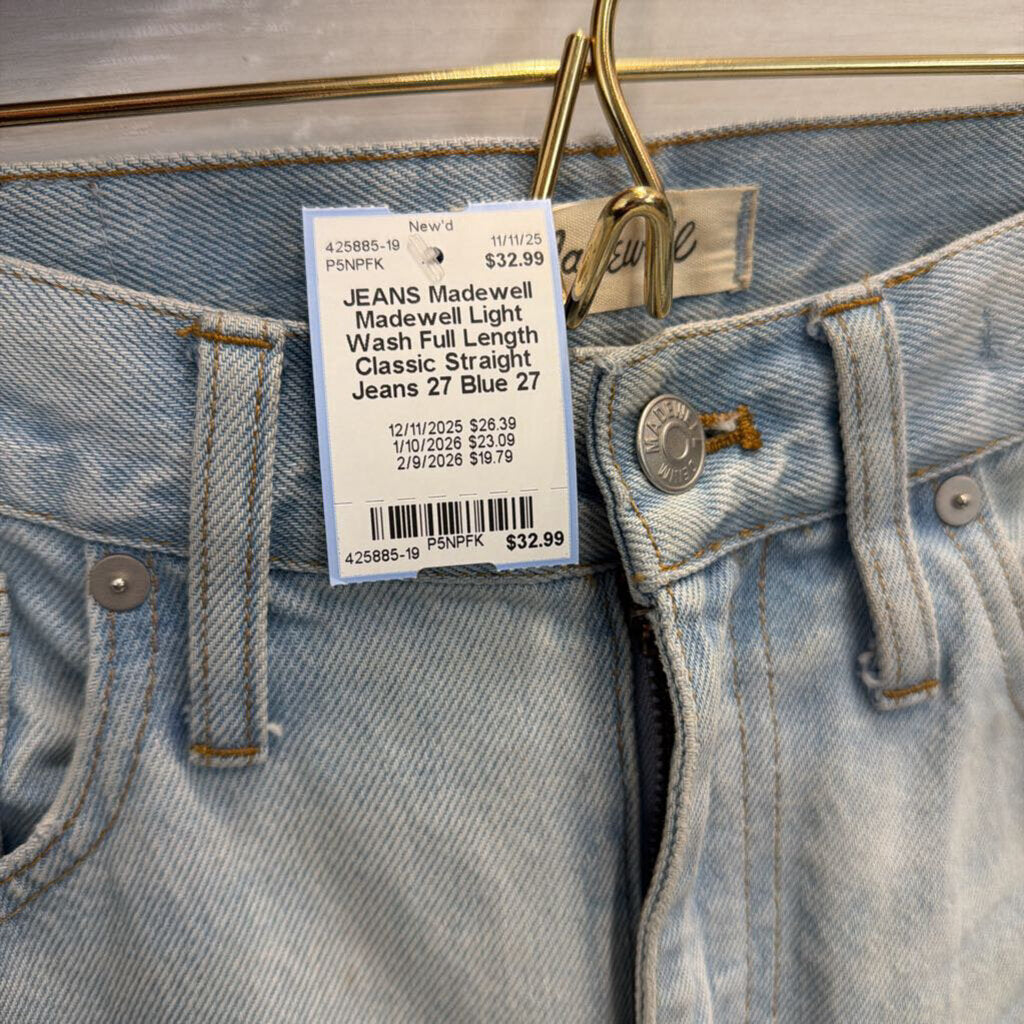 New'd
425885-19 11/11/25
P5NPFK $32.99
JEANS Madewell
Madewell Light
Wash Full Length
Classic Straight
Jeans 27 Blue 27
12/11/2025 $26.39
1/10/2026 $23.09
2/9/2026 $19.79
425885-19 P5NPFK $32.99